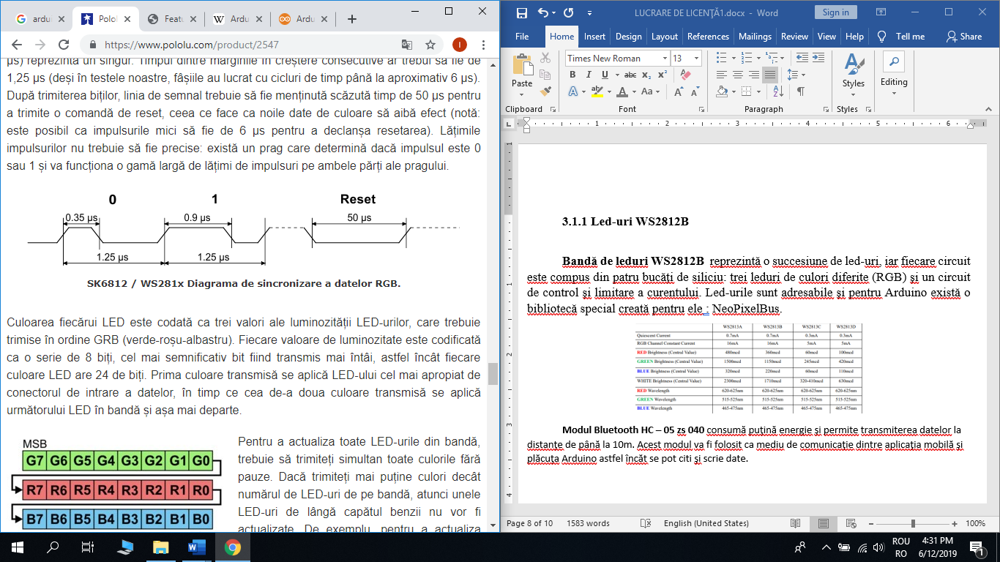 ardu
Polol
Featu
Ardu
Ardu
https://www.pololu.com/product/2547
I
µs) reprezintă un singur. Timpul dintre marginile în creștere consecutive ar trebui să fie de
1,25 µs (deși în testele noastre, fâșiile au lucrat cu cicluri de timp până la aproximativ 6 µs).
După trimiterea biților, linia de semnal trebuie să fie menținută scăzută timp de 50 µs pentru
a trimite o comandă de reset, ceea ce face ca noile date de culoare să aibă efect (notă:
este posibil ca impulsurile mici să fie de 6 µs pentru a declanșa resetarea). Lățimile
impulsurilor nu trebuie să fie precise: există un prag care determină dacă impulsul este 0
sau 1 și va funcționa o gamă largă de lățimi de impulsuri pe ambele părți ale pragului.
0 1 Reset
0.35 µs 0.9 µs 50 µs
1.25 µs 1.25 µs
SK6812 / WS281x Diagrama de sincronizare a datelor RGB.
Culoarea fiecărui LED este codată ca trei valori ale luminozității LED-urilor, care trebuie
trimise în ordine GRB (verde-roșu-albastru). Fiecare valoare de luminozitate este codificată
ca o serie de 8 biți, cel mai semnificativ bit fiind transmis mai întâi, astfel încât fiecare
culoare LED are 24 de biți. Prima culoare transmisă se aplică LED-ului cel mai apropiat de
conectorul de intrare a datelor, în timp ce cea de-a doua culoare transmisă se aplică
următorului LED în bandă și așa mai departe.
MSB
G7 G6 G5 G4 G3 G2 G1 G0
R7 R6 R5 R4 R3 R2 R1 R0
B7 B6 B5 B4 B3 B2 B1 B0
Pentru a actualiza toate LED-urile din bandă,
trebuie să trimiteți simultan toate culorile fără
pauze. Dacă trimiteți mai puține culori decât
numărul de LED-uri de pe bandă, atunci unele
LED-uri de lângă capătul benzii nu vor fi
actualizate. De exemplu, pentru a actualiza
LUCRARE DE LICENŢĂ1.docx - Word
Sign in
File Home Insert Design Layout References Mailings Review View Help Tell me Share
Times New Roman 13
Paste
B I U abc x₂ x²
A A A Aa A A
Styles
Editing
Clipboard Font Paragraph Styles
1 2 3 4 5 6
3.1.1 Led-uri WS2812B
Bandă de leduri WS2812B reprezintă o succesiune de led-uri, iar fiecare circuit
este compus din patru bucăți de siliciu: trei leduri de culori diferite (RGB) și un circuit
de control şi limitare a curentului. Led-urile sunt adresabile și pentru Arduino există o
bibliotecă special creată pentru ele : NeoPixelBus.
WS2813A WS2813B WS2813C WS2813D
Quiescent Current 0.7mA 0.7mA 0.3mA 0.3mA
RGB Channel Constant Current 16mA 16mA 5mA 5mA
RED Brightness (Central Value) 480mcd 360mcd 60mcd 100mcd
GREEN Brightness (Central Value) 1500mcd 1150mcd 245mcd 420mcd
BLUE Brightness (Central Value) 320mcd 220mcd 60mcd 110mcd
WHITE Brightness (Central Value) 2300mcd 1710mcd 320-410mcd 630mcd
RED Wavelength 620-625nm 620-625nm 620-625nm 620-625nm
GREEN Wavelength 515-525nm 515-525nm 515-525nm 515-525nm
BLUE Wavelength 465-475nm 465-475nm 465-475nm 465-475nm
Modul Bluetooth HC – 05 zs 040 consumă puțină energie și permite transmiterea datelor la
distanțe de până la 10m. Acest modul va fi folosit ca mediu de comunicație dintre aplicația mobilă și
plăcuța Arduino astfel încât se pot citi și scrie date.
Page 8 of 10 1583 words English (United States) 100%
ROU
RO
4:31 PM
6/12/2019
1